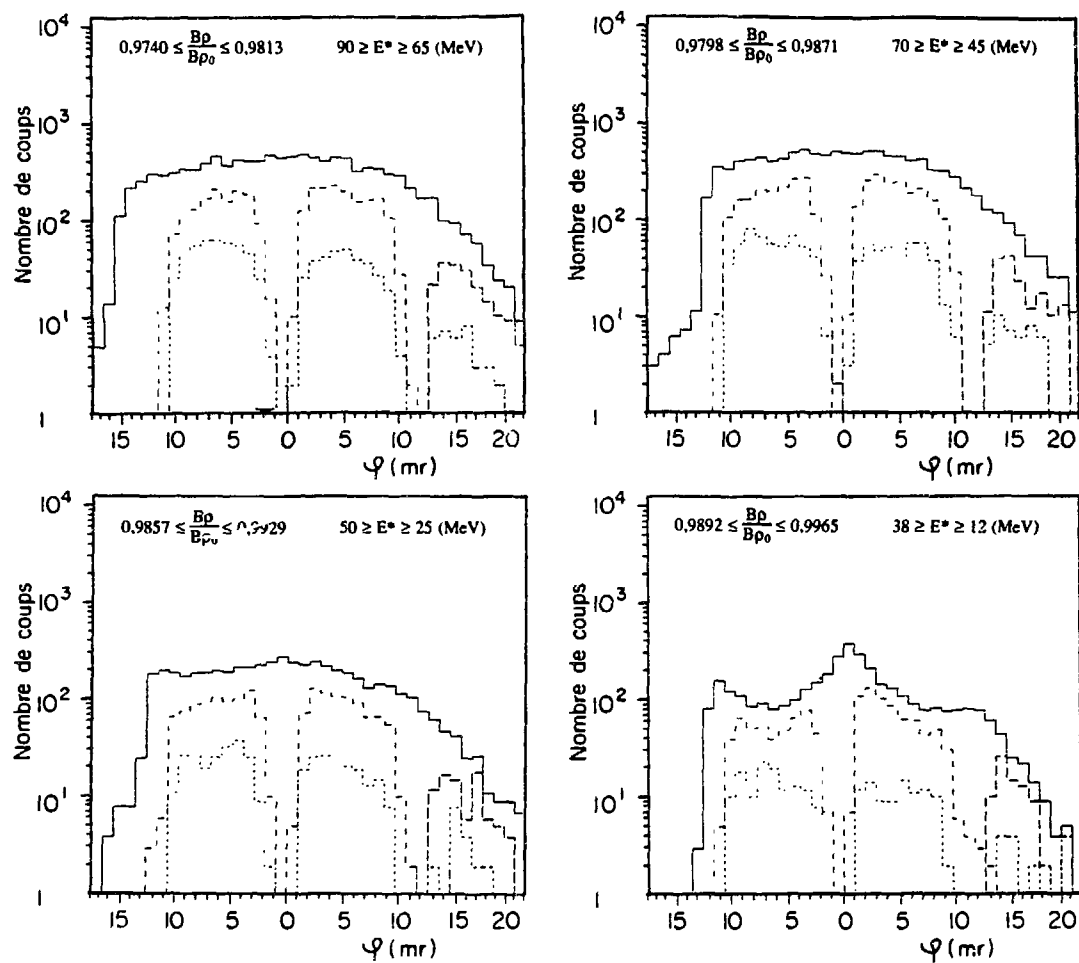 0,9740 ≤ Bρ/Bρ₀ ≤ 0,9813 90 ≥ E* ≥ 65 (MeV)
Nombre de coups
10⁴
10³
10²
10¹
1
15 10 5 0 5 10 15 20
φ (mr)
0,9798 ≤ Bρ/Bρ₀ ≤ 0,9871 70 ≥ E* ≥ 45 (MeV)
Nombre de coups
10⁴
10³
10²
10¹
1
15 10 5 0 5 10 15 20
φ (mr)
0,9857 ≤ Bρ/Bρ₀ ≤ 50 ≥ E* ≥ 25 (MeV)
Nombre de coups
10⁴
10³
10²
10¹
1
15 10 5 0 5 10 15 20
φ (mr)
0,9892 ≤ Bρ/Bρ₀ ≤ 0,9965 38 ≥ E* ≥ 12 (MeV)
Nombre de coups
10⁴
10³
10²
10¹
1
15 10 5 0 5 10 15 20
φ (mr)